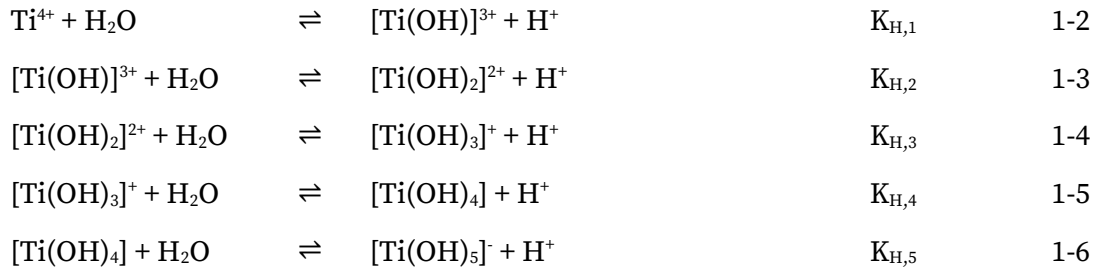 Ti⁴⁺ + H₂O ⇌ [Ti(OH)]³⁺ + H⁺ K_H,1 1-2
[Ti(OH)]³⁺ + H₂O ⇌ [Ti(OH)₂]²⁺ + H⁺ K_H,2 1-3
[Ti(OH)₂]²⁺ + H₂O ⇌ [Ti(OH)₃]⁺ + H⁺ K_H,3 1-4
[Ti(OH)₃]⁺ + H₂O ⇌ [Ti(OH)₄] + H⁺ K_H,4 1-5
[Ti(OH)₄] + H₂O ⇌ [Ti(OH)₅]⁻ + H⁺ K_H,5 1-6